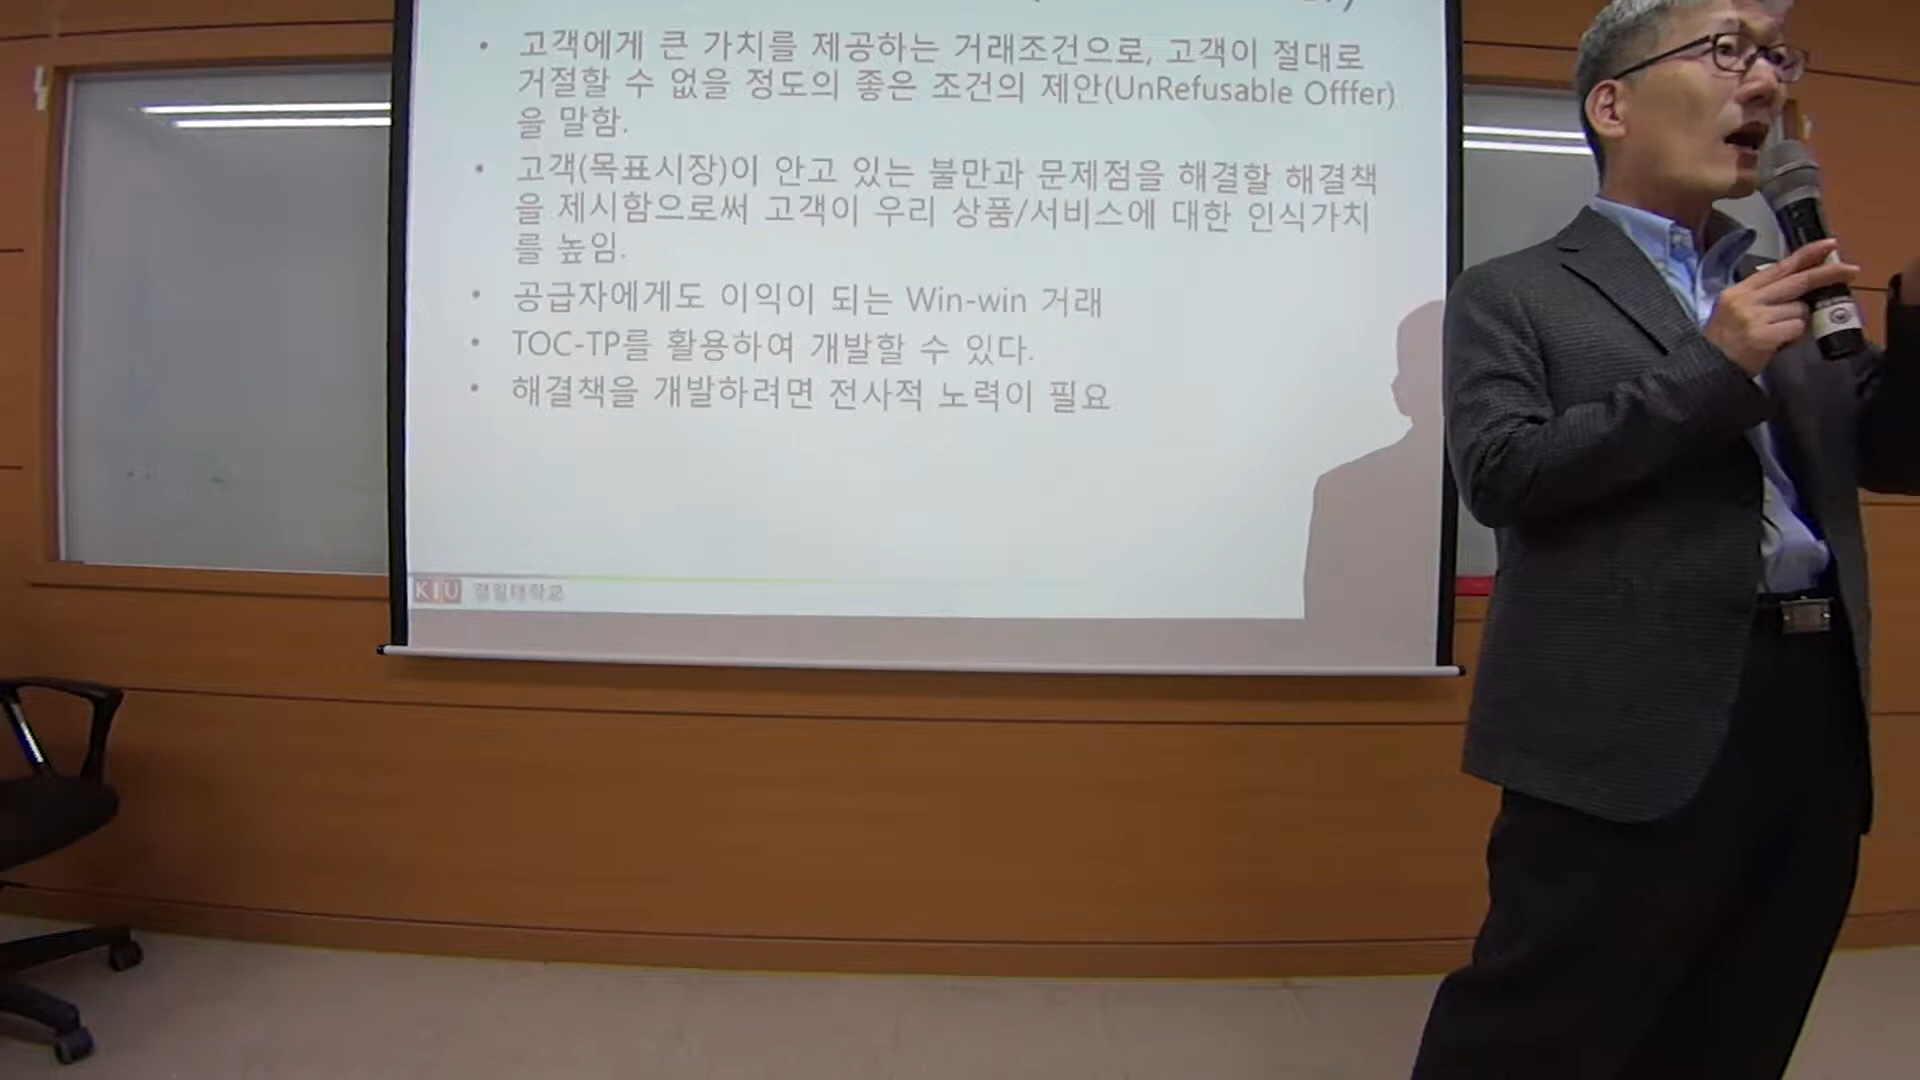 • 고객에게 큰 가치를 제공하는 거래조건으로, 고객이 절대로
거절할 수 없을 정도의 좋은 조건의 제안(UnRefusable Offfer)
을 말함.
• 고객(목표시장)이 안고 있는 불만과 문제점을 해결할 해결책
을 제시함으로써 고객이 우리 상품/서비스에 대한 인식가치
를 높임.
• 공급자에게도 이익이 되는 Win-win 거래
• TOC-TP를 활용하여 개발할 수 있다.
• 해결책을 개발하려면 전사적 노력이 필요
KIU 경일대학교